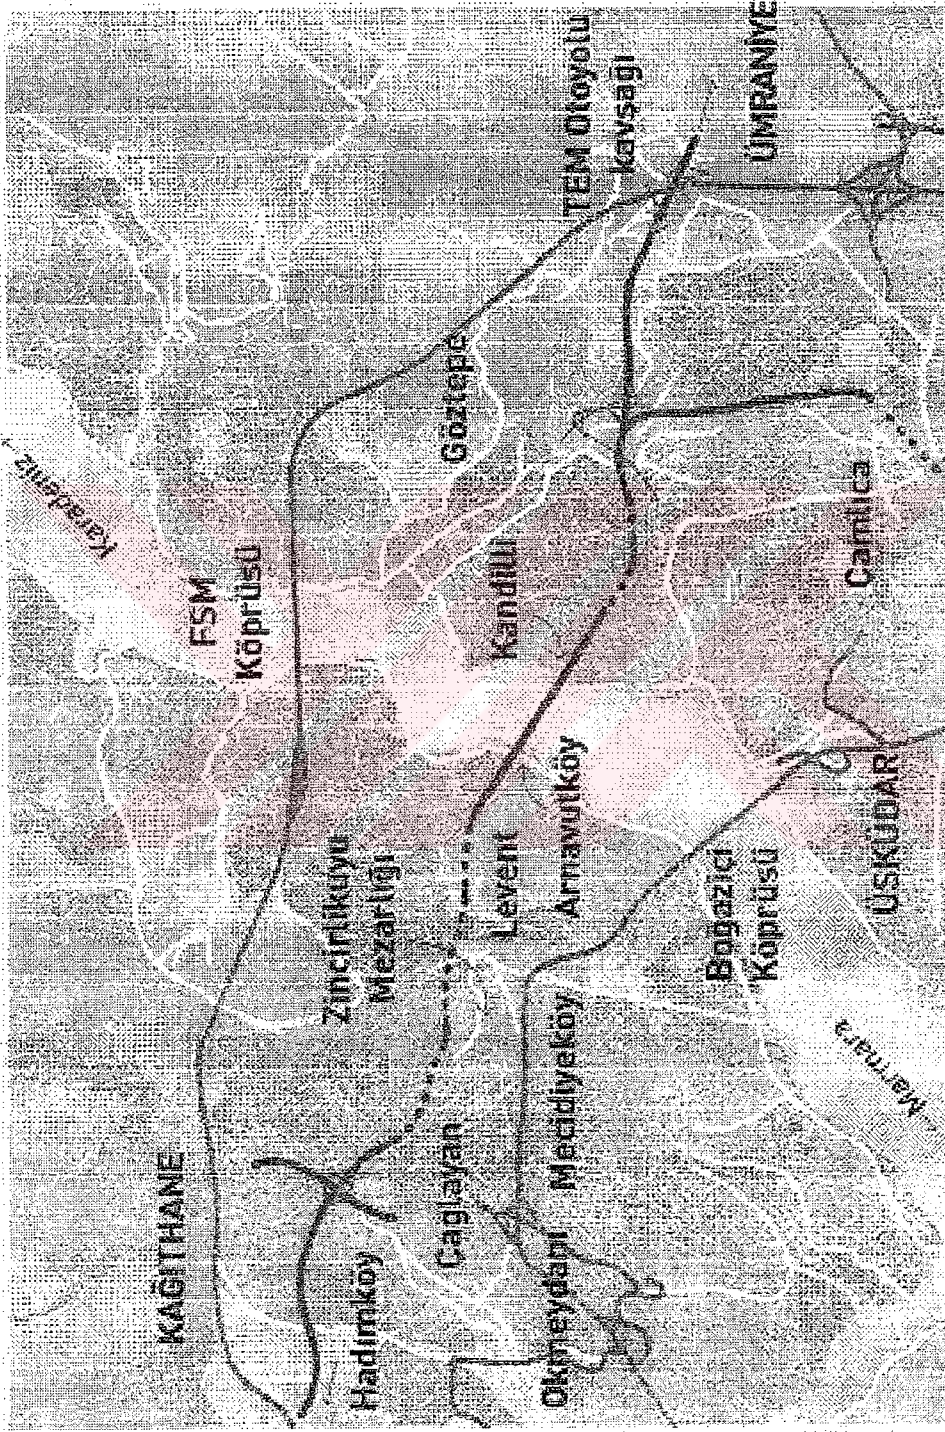 Karadeniz
FSM
Köprüsü
TEM Otoyolu
Kavşağı
ÜMRANİYE
Göztepe
Kandilli
Çamlıca
KAĞITHANE
Zincirlikuyu
Mezarlığı
Levent
Arnavutköy
Boğaziçi
Köprüsü
ÜSKÜDAR
Hadımköy
Çağlayan
Mecidiyeköy
Okmeydanı
Marmara